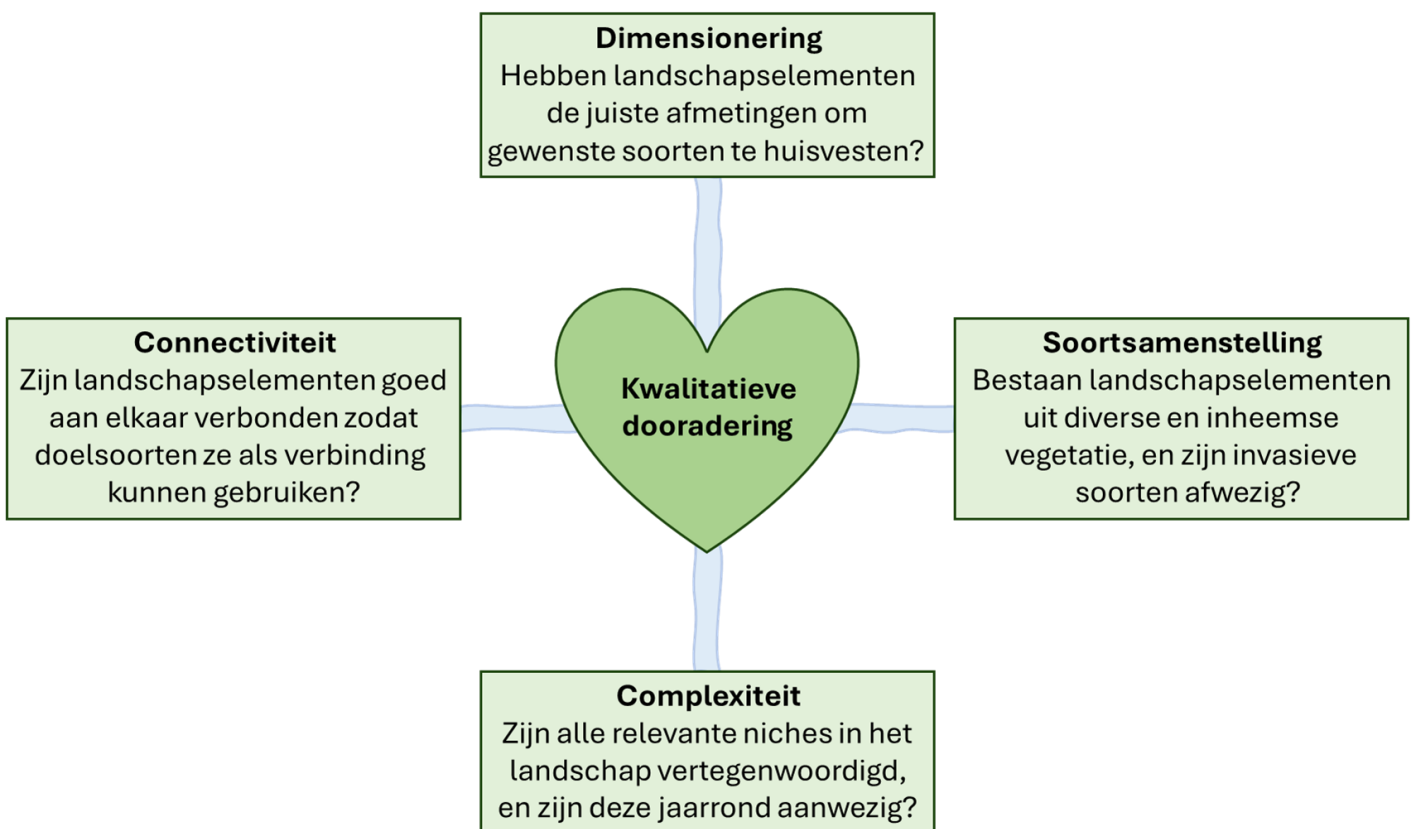 Dimensionering
Hebben landschapselementen
de juiste afmetingen om
gewenste soorten te huisvesten?
Connectiviteit
Zijn landschapselementen goed
aan elkaar verbonden zodat
doelsoorten ze als verbinding
kunnen gebruiken?
Kwalitatieve
dooradering
Soortsamenstelling
Bestaan landschapselementen
uit diverse en inheemse
vegetatie, en zijn invasieve
soorten afwezig?
Complexiteit
Zijn alle relevante niches in het
landschap vertegenwoordigd,
en zijn deze jaarrond aanwezig?